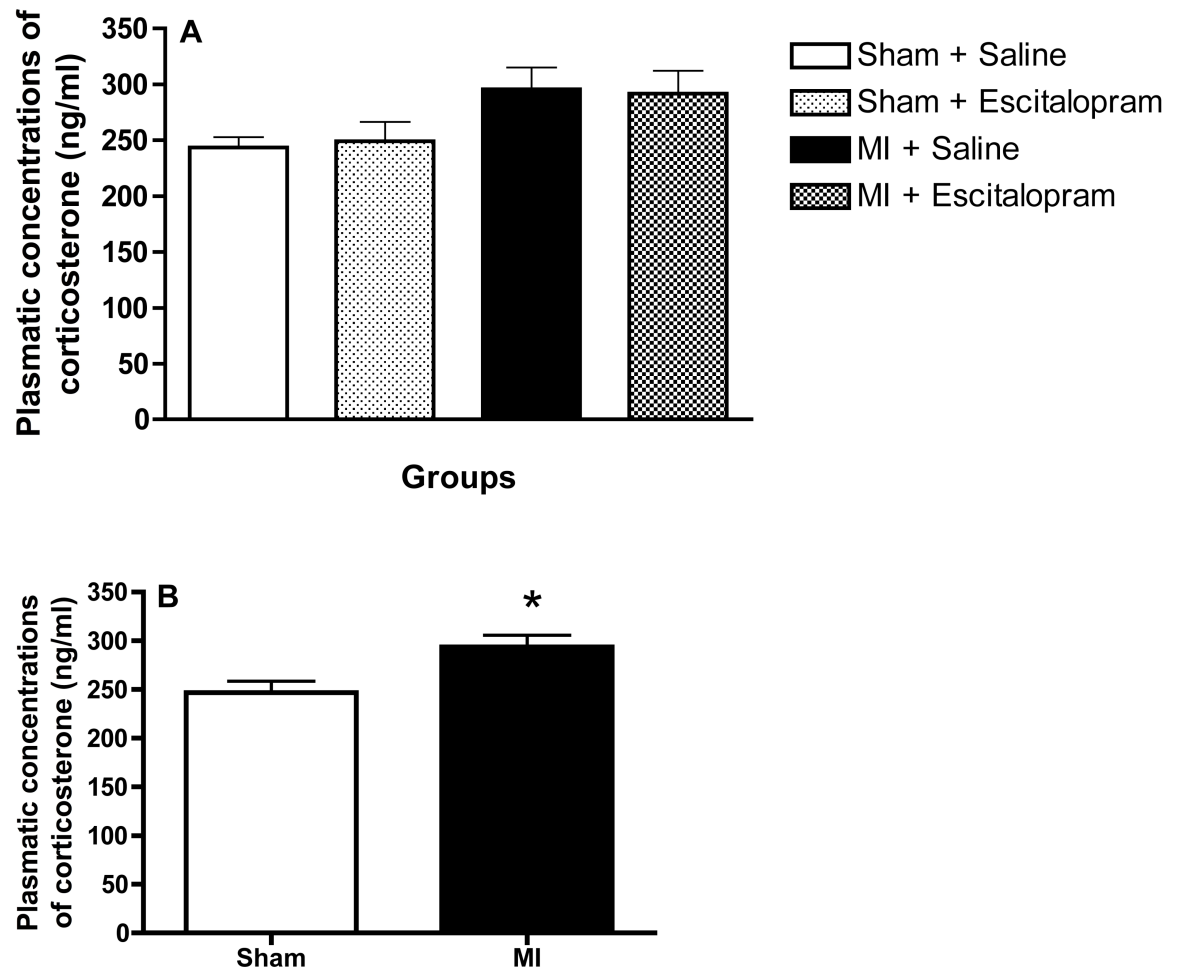 A
Plasmatic concentrations of
corticosterone (ng/ml)
350
300
250
200
150
100
50
0
Groups
Sham + Saline
Sham + Escitalopram
MI + Saline
MI + Escitalopram
B
Plasmatic concentrations
of corticosterone (ng/ml)
350
300
250
200
150
100
50
0
*
Sham
MI